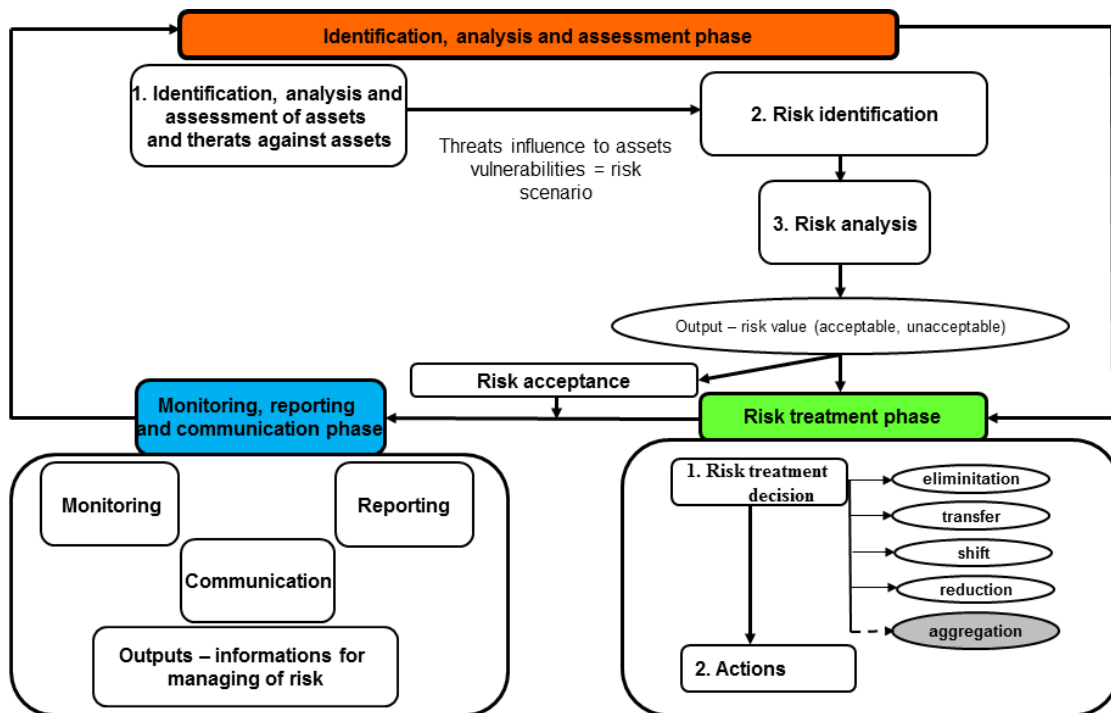 Identification, analysis and assessment phase
1. Identification, analysis and
assessment of assets
and therats against assets
Threats influence to assets
vulnerabilities = risk
scenario
2. Risk identification
3. Risk analysis
Output – risk value (acceptable, unacceptable)
Risk acceptance
Monitoring, reporting
and communication phase
Risk treatment phase
Monitoring
Reporting
Communication
Outputs – informations for
managing of risk
1. Risk treatment
decision
eliminitation
transfer
shift
reduction
aggregation
2. Actions